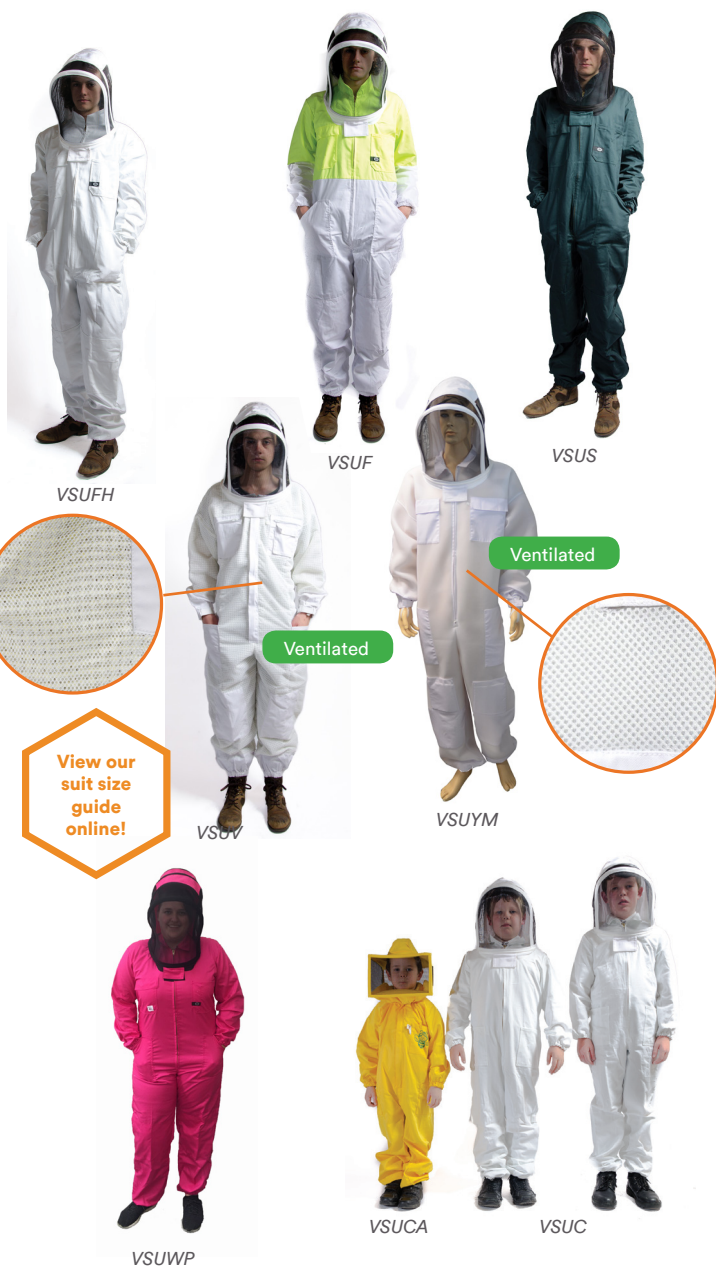 VSUFH
VSUF
VSUS
Ventilated
Ventilated
View our
suit size
guide
online!
VSUV
VSUYM
VSUWP
VSUCA
VSUC